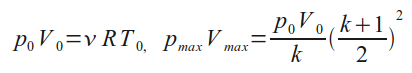 p₀V₀=νRT₀, p_max V_max = p₀V₀/k ((k+1)/2)²